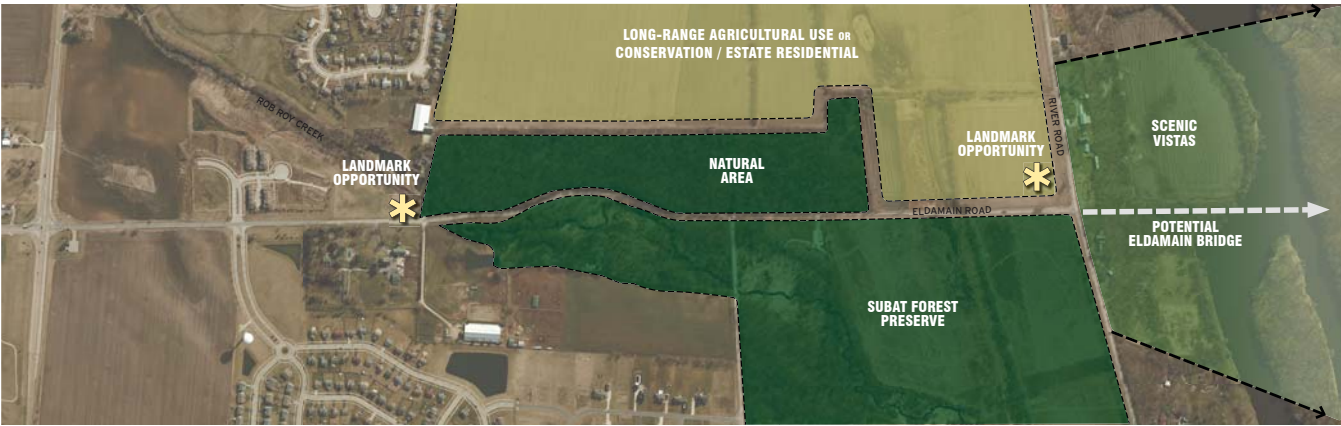 LONG-RANGE AGRICULTURAL USE OR
CONSERVATION / ESTATE RESIDENTIAL
ROB ROY CREEK
LANDMARK
OPPORTUNITY
NATURAL
AREA
LANDMARK
OPPORTUNITY
RIVER ROAD
SCENIC
VISTAS
ELDAMAIN ROAD
POTENTIAL
ELDAMAIN BRIDGE
SUBAT FOREST
PRESERVE